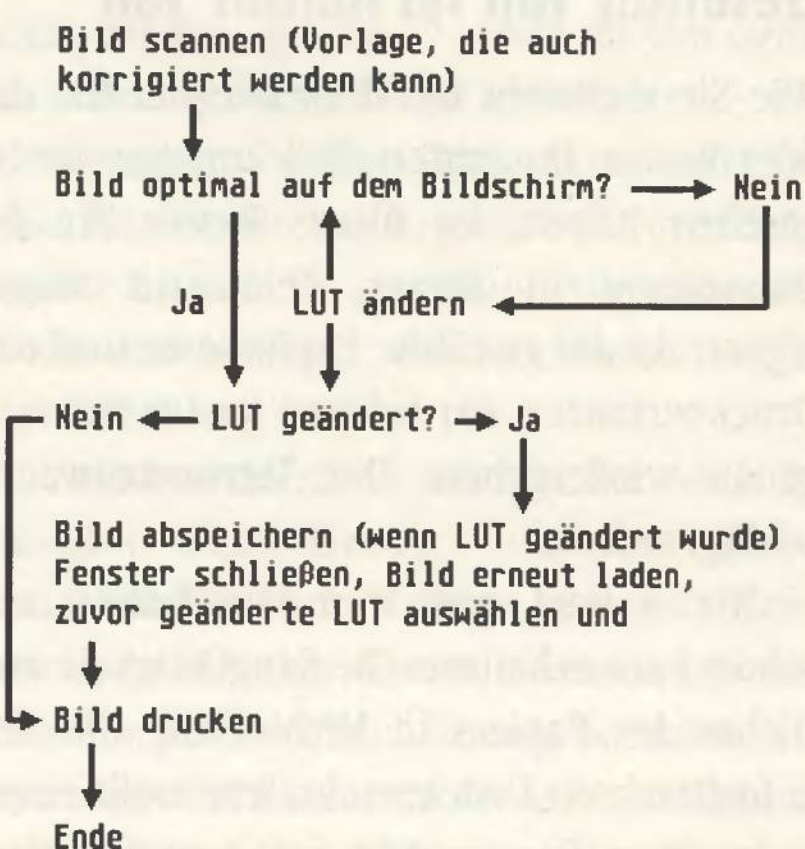 Bild scannen (Vorlage, die auch
korrigiert werden kann)
Bild optimal auf dem Bildschirm? Nein
Ja LUT ändern
Nein LUT geändert? Ja
Bild abspeichern (wenn LUT geändert wurde)
Fenster schließen, Bild erneut laden,
zuvor geänderte LUT auswählen und
Bild drucken
Ende